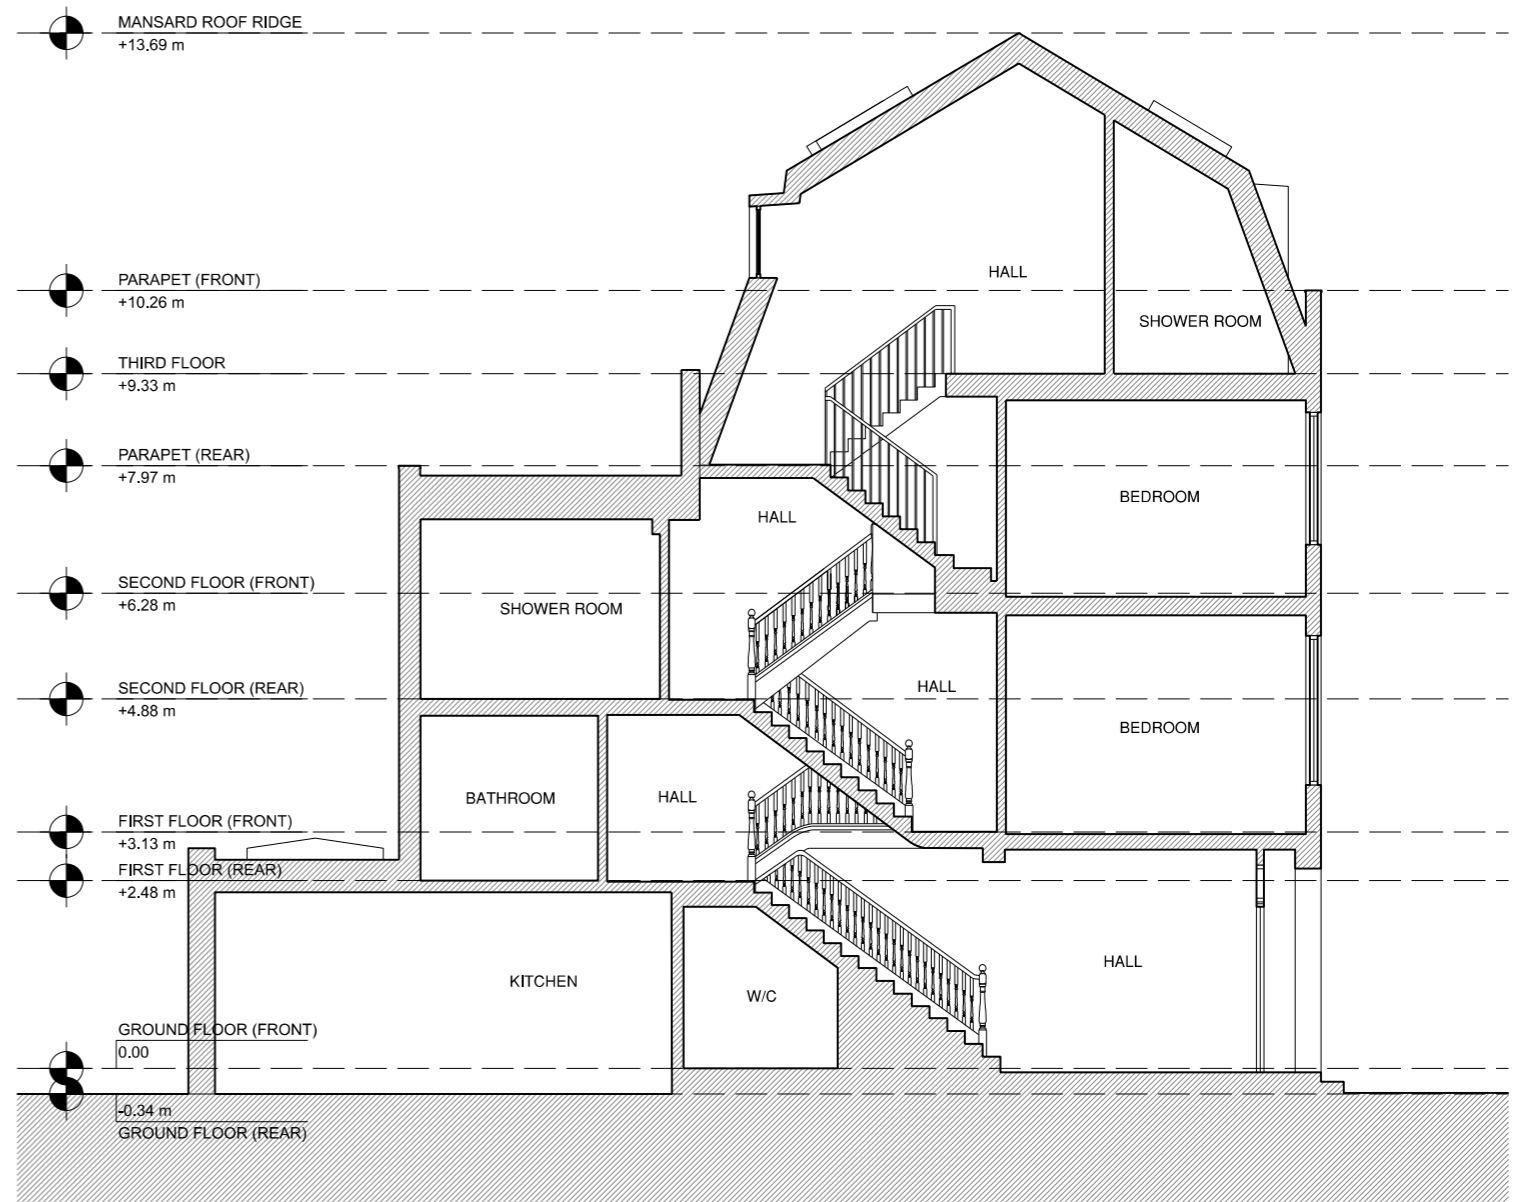 MANSARD ROOF RIDGE
+13.69 m
PARAPET (FRONT)
+10.26 m
HALL
SHOWER ROOM
THIRD FLOOR
+9.33 m
PARAPET (REAR)
+7.97 m
BEDROOM
HALL
SECOND FLOOR (FRONT)
+6.28 m
SHOWER ROOM
SECOND FLOOR (REAR)
+4.88 m
HALL
BEDROOM
BATHROOM
HALL
FIRST FLOOR (FRONT)
+3.13 m
FIRST FLOOR (REAR)
+2.48 m
HALL
KITCHEN
W/C
GROUND FLOOR (FRONT)
0.00
-0.34 m
GROUND FLOOR (REAR)